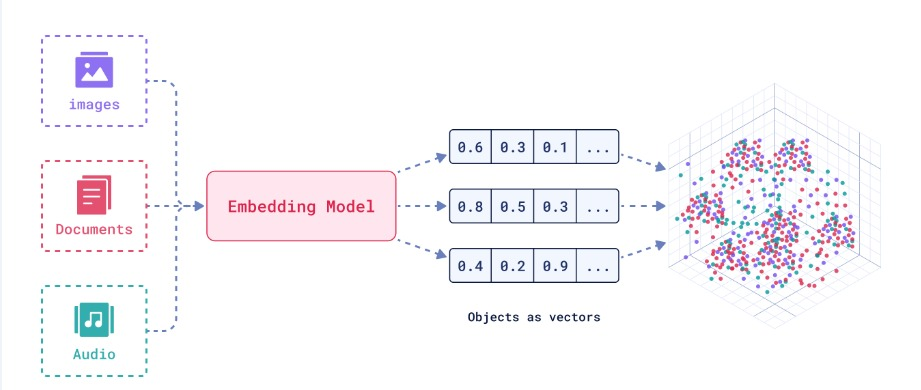 images
Documents
Audio
Embedding Model
0.6 0.3 0.1 ...
0.8 0.5 0.3 ...
0.4 0.2 0.9 ...
Objects as vectors